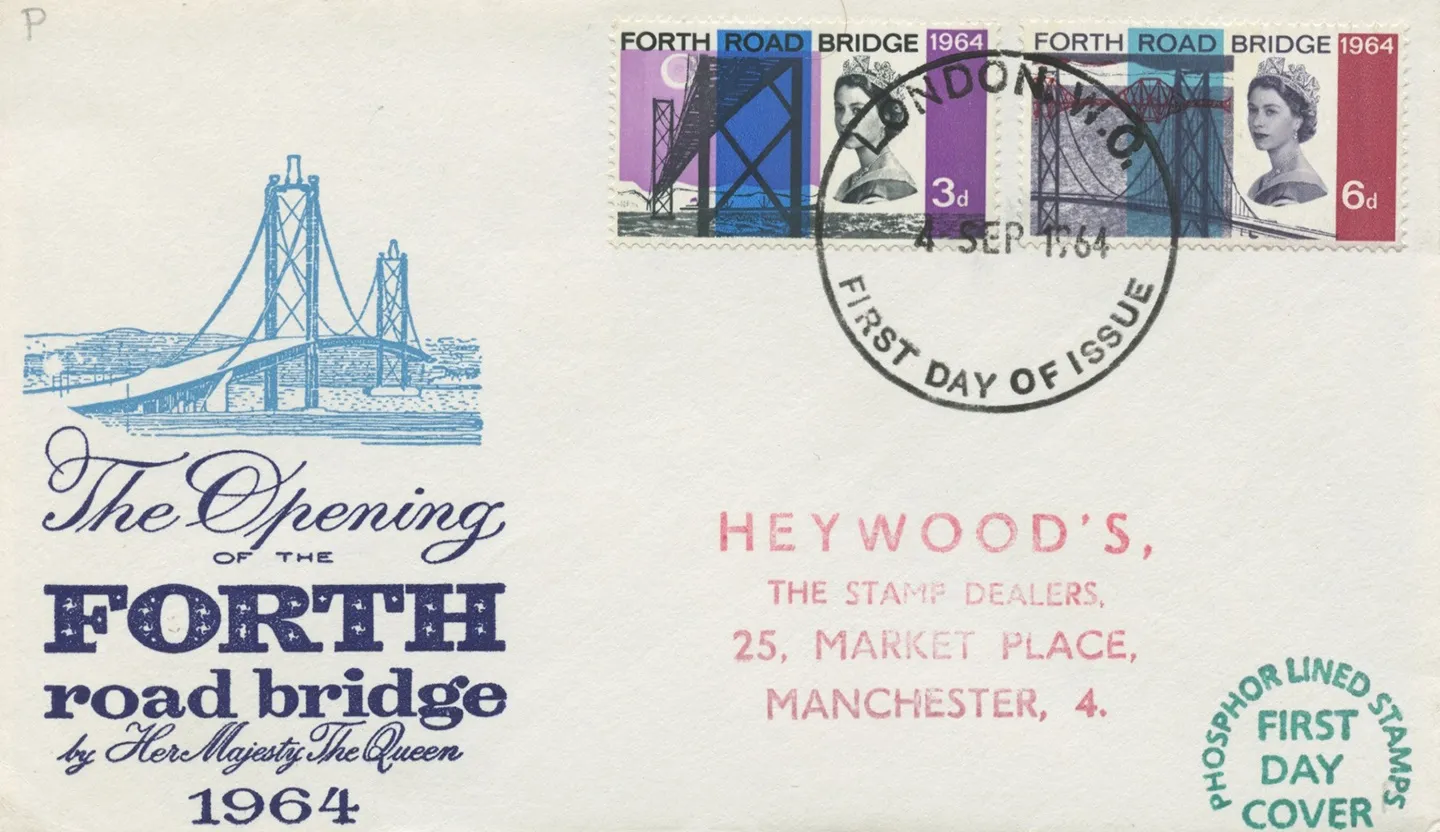 P
FORTH ROAD BRIDGE 1964
3d
FORTH ROAD BRIDGE 1964
6d
LONDON, W.C.
4 SEP 1964
FIRST DAY OF ISSUE
The Opening
OF THE
FORTH
road bridge
by Her Majesty The Queen
1964
HEYWOOD'S,
THE STAMP DEALERS,
25, MARKET PLACE,
MANCHESTER, 4.
PHOSPHOR LINED STAMPS
FIRST
DAY
COVER